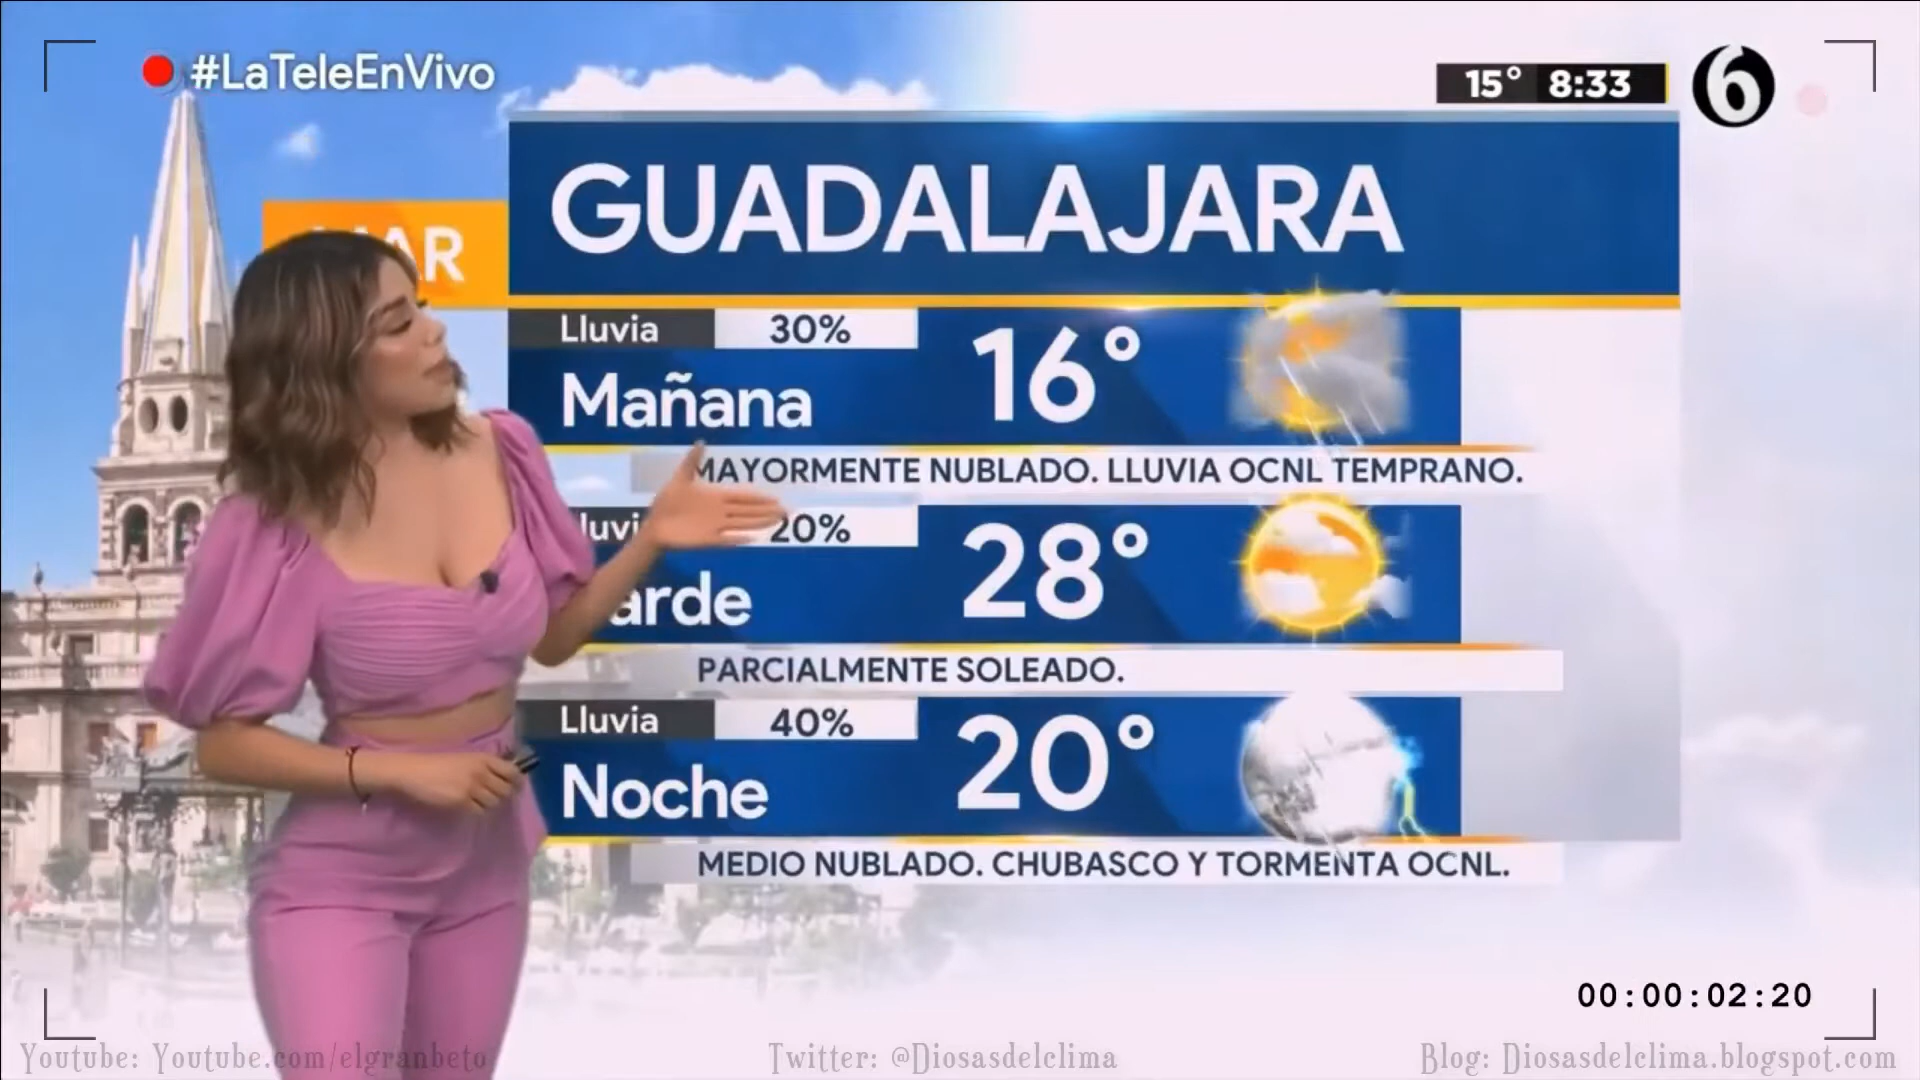 #LaTeleEnVivo
15° 8:33
6
GUADALAJARA
Lluvia 30%
Mañana 16°
MAYORMENTE NUBLADO. LLUVIA OCNL TEMPRANO.
20%
28°
PARCIALMENTE SOLEADO.
Lluvia 40%
Noche 20°
MEDIO NUBLADO. CHUBASCO Y TORMENTA OCNL.
00:00:02:20
Youtube: Youtube.com/elgranbeto
Twitter: @Diosasdelclima
Blog: Diosasdelclima.blogspot.com